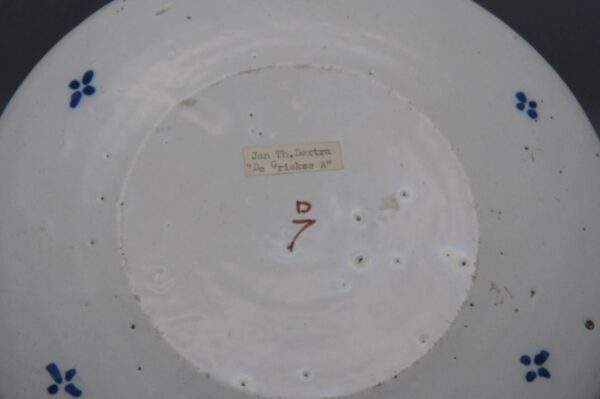 Jan Th.Dextra
"De Griekse A"
D
7